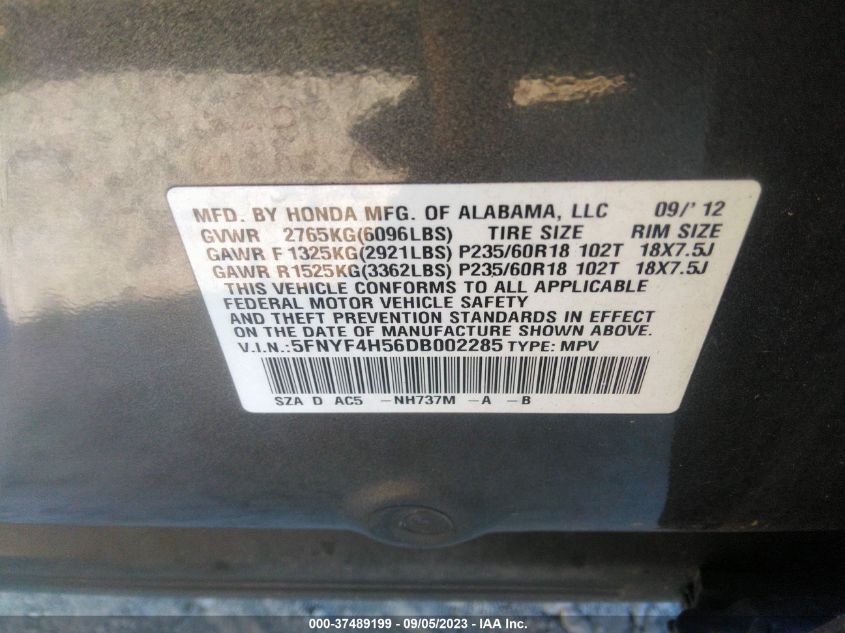 MFD. BY HONDA MFG. OF ALABAMA, LLC 09/' 12
GVWR 2765KG(6096LBS) TIRE SIZE RIM SIZE
GAWR F 1325KG(2921LBS) P235/60R18 102T 18X7.5J
GAWR R1525KG(3362LBS) P235/60R18 102T 18X7.5J
THIS VEHICLE CONFORMS TO ALL APPLICABLE
FEDERAL MOTOR VEHICLE SAFETY
AND THEFT PREVENTION STANDARDS IN EFFECT
ON THE DATE OF MANUFACTURE SHOWN ABOVE.
V.I.N.:5FNYF4H56DB002285 TYPE: MPV
SZA D AC5 -NH737M -A -B
000-37489199 - 09/05/2023 - IAA Inc.